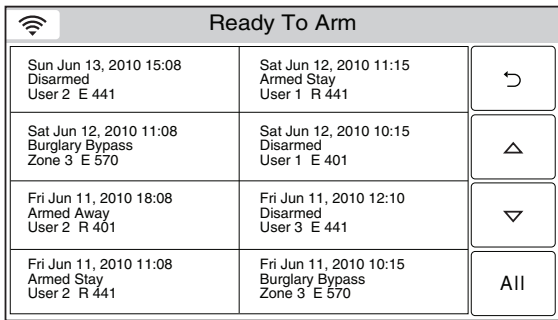 Ready To Arm
Sun Jun 13, 2010 15:08
Disarmed
User 2 E 441
Sat Jun 12, 2010 11:15
Armed Stay
User 1 R 441
Sat Jun 12, 2010 11:08
Burglary Bypass
Zone 3 E 570
Sat Jun 12, 2010 10:15
Disarmed
User 1 E 401
Fri Jun 11, 2010 18:08
Armed Away
User 2 R 401
Fri Jun 11, 2010 12:10
Disarmed
User 3 E 441
Fri Jun 11, 2010 11:08
Armed Stay
User 2 R 441
Fri Jun 11, 2010 10:15
Burglary Bypass
Zone 3 E 570
All